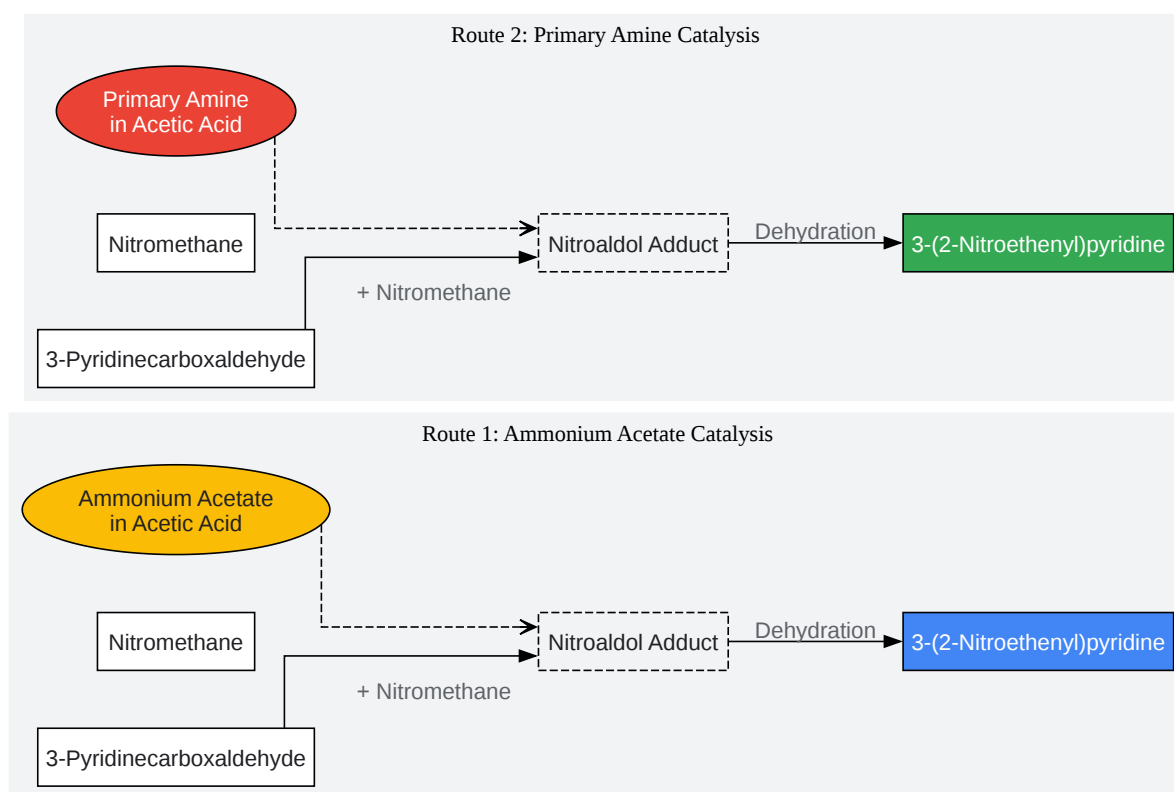 Route 2: Primary Amine Catalysis
Primary Amine
in Acetic Acid
Nitromethane
Nitroaldol Adduct
Dehydration
3-(2-Nitroethenyl)pyridine
+ Nitromethane
3-Pyridinecarboxaldehyde
Route 1: Ammonium Acetate Catalysis
Ammonium Acetate
in Acetic Acid
Nitromethane
Nitroaldol Adduct
Dehydration
3-(2-Nitroethenyl)pyridine
+ Nitromethane
3-Pyridinecarboxaldehyde